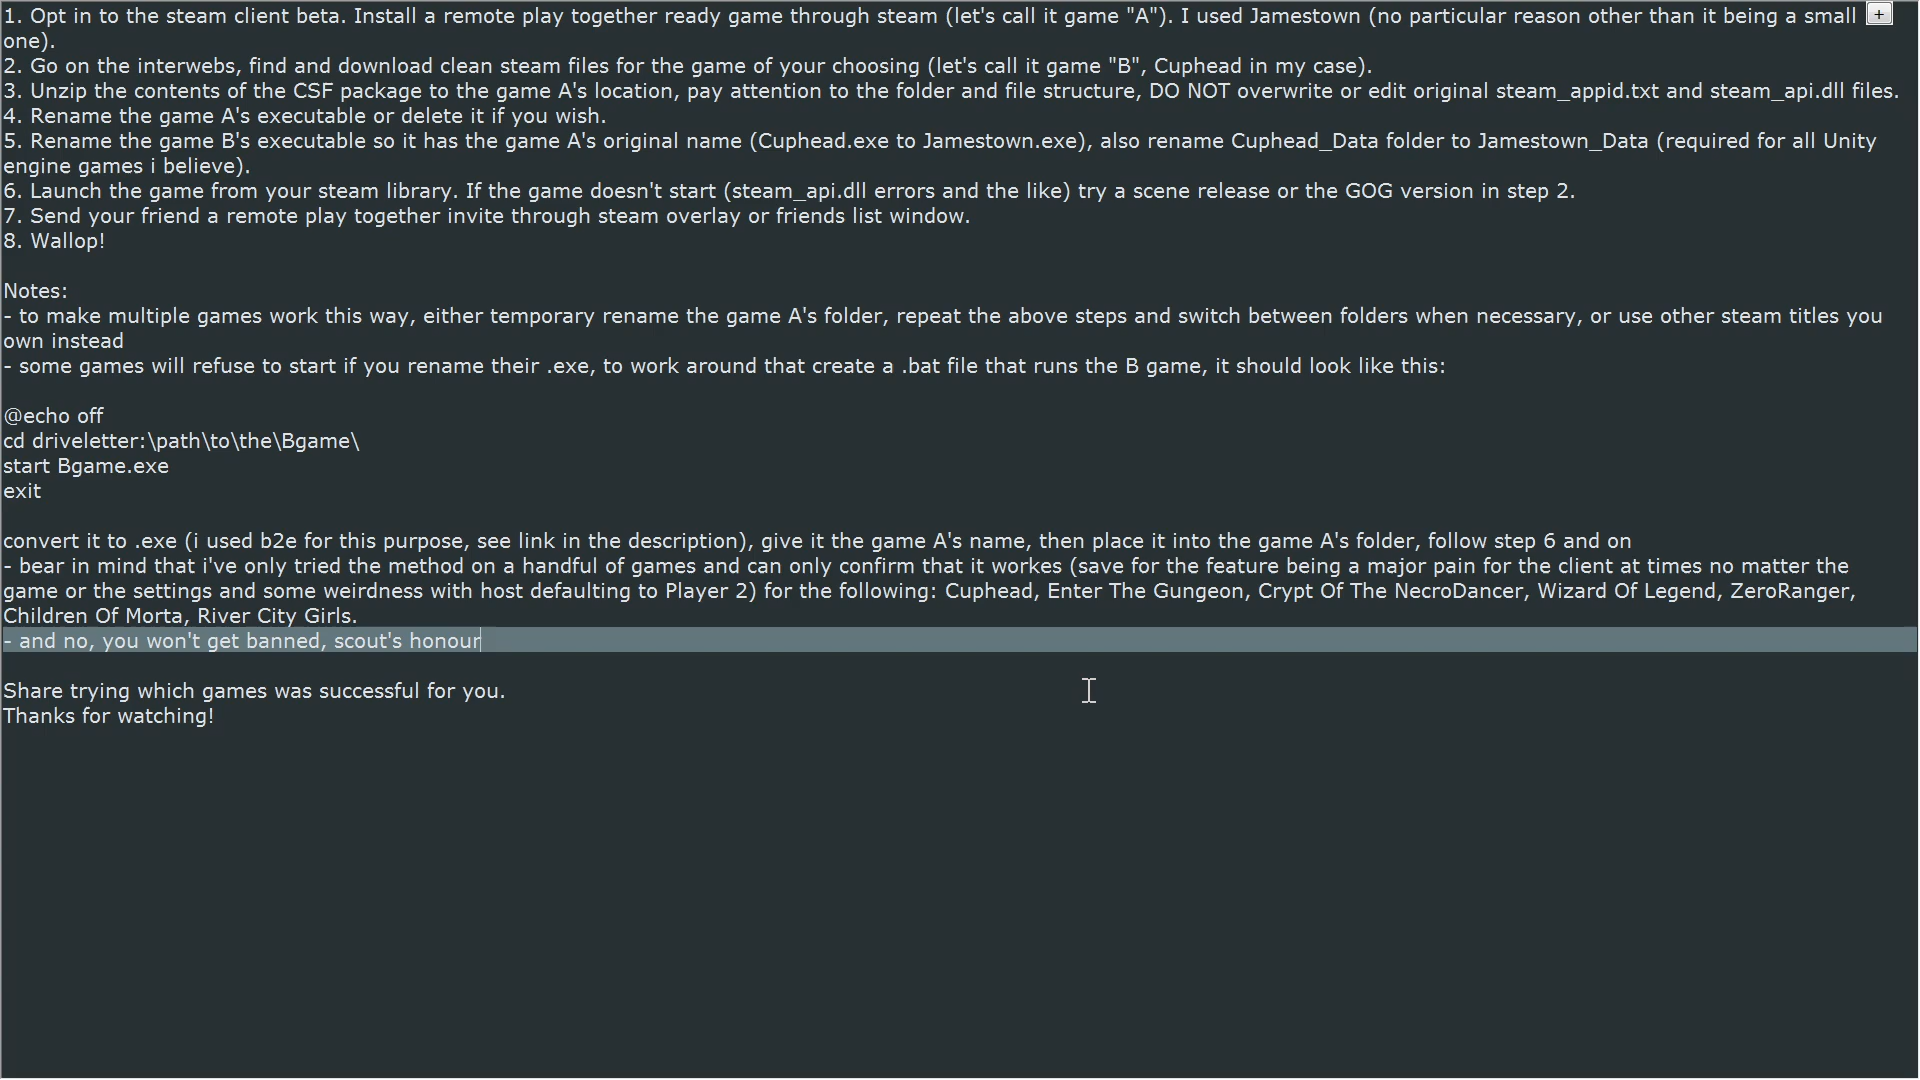 1. Opt in to the steam client beta. Install a remote play together ready game through steam (let's call it game "A"). I used Jamestown (no particular reason other than it being a small +
one).
2. Go on the interwebs, find and download clean steam files for the game of your choosing (let's call it game "B", Cuphead in my case).
3. Unzip the contents of the CSF package to the game A's location, pay attention to the folder and file structure, DO NOT overwrite or edit original steam_appid.txt and steam_api.dll files.
4. Rename the game A's executable or delete it if you wish.
5. Rename the game B's executable so it has the game A's original name (Cuphead.exe to Jamestown.exe), also rename Cuphead_Data folder to Jamestown_Data (required for all Unity
engine games i believe).
6. Launch the game from your steam library. If the game doesn't start (steam_api.dll errors and the like) try a scene release or the GOG version in step 2.
7. Send your friend a remote play together invite through steam overlay or friends list window.
8. Wallop!
Notes:
- to make multiple games work this way, either temporary rename the game A's folder, repeat the above steps and switch between folders when necessary, or use other steam titles you
own instead
- some games will refuse to start if you rename their .exe, to work around that create a .bat file that runs the B game, it should look like this:
@echo off
cd driveletter:\path\to\the\Bgame\
start Bgame.exe
exit
convert it to .exe (i used b2e for this purpose, see link in the description), give it the game A's name, then place it into the game A's folder, follow step 6 and on
- bear in mind that i've only tried the method on a handful of games and can only confirm that it workes (save for the feature being a major pain for the client at times no matter the
game or the settings and some weirdness with host defaulting to Player 2) for the following: Cuphead, Enter The Gungeon, Crypt Of The NecroDancer, Wizard Of Legend, ZeroRanger,
Children Of Morta, River City Girls.
- and no, you won't get banned, scout's honour
Share trying which games was successful for you.
Thanks for watching!